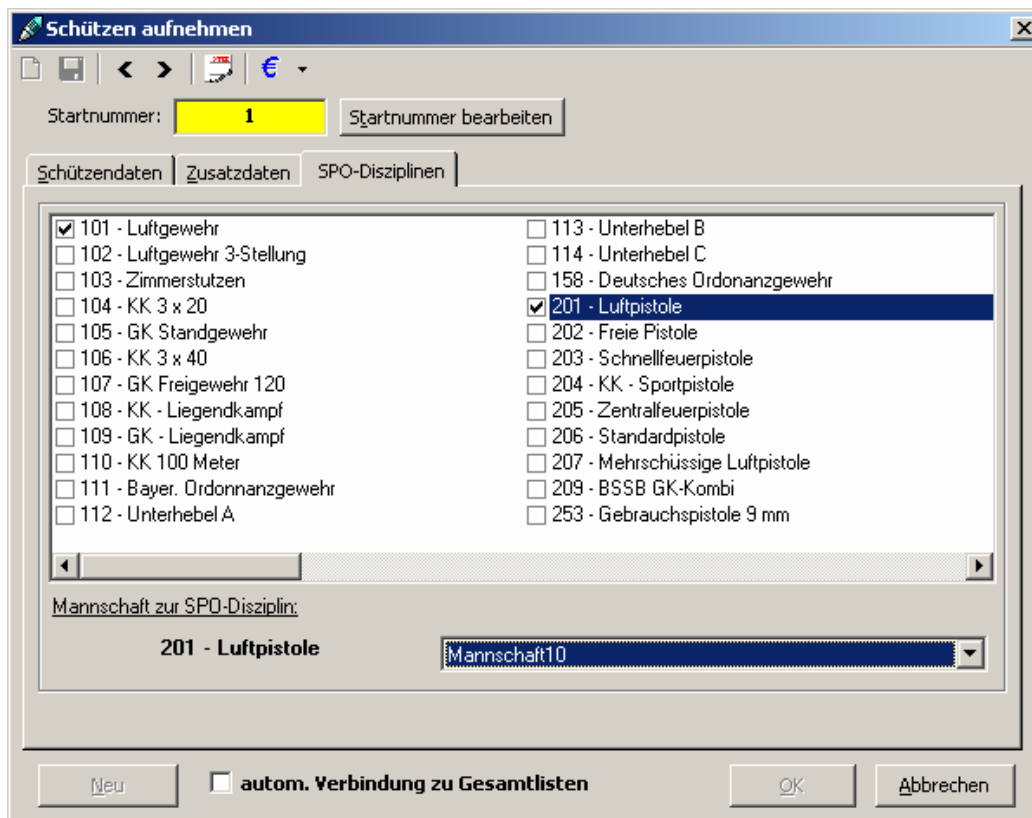 Schützen aufnehmen
€
Startnummer: 1 Startnummer bearbeiten
Schützendaten Zusatzdaten SPO-Disziplinen
101 - Luftgewehr
102 - Luftgewehr 3-Stellung
103 - Zimmerstutzen
104 - KK 3 x 20
105 - GK Standgewehr
106 - KK 3 x 40
107 - GK Freigewehr 120
108 - KK - Liegendkampf
109 - GK - Liegendkampf
110 - KK 100 Meter
111 - Bayer. Ordonnanzgewehr
112 - Unterhebel A
113 - Unterhebel B
114 - Unterhebel C
158 - Deutsches Ordonanzgewehr
201 - Luftpistole
202 - Freie Pistole
203 - Schnellfeuerpistole
204 - KK - Sportpistole
205 - Zentralfeuerpistole
206 - Standardpistole
207 - Mehrschüssige Luftpistole
209 - BSSB GK-Kombi
253 - Gebrauchspistole 9 mm
Mannschaft zur SPO-Disziplin:
201 - Luftpistole Mannschaft10
Neu autom. Verbindung zu Gesamtlisten OK Abbrechen